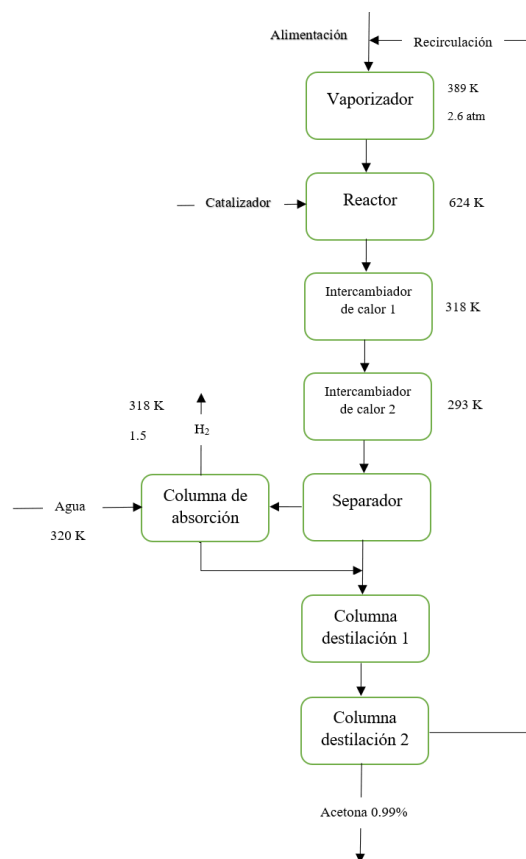 Alimentación
Recirculación
Vaporizador
389 K
2.6 atm
Catalizador
Reactor
624 K
Intercambiador
de calor 1
318 K
Intercambiador
de calor 2
293 K
318 K
1.5
H₂
Agua
320 K
Columna de
absorción
Separador
Columna
destilación 1
Columna
destilación 2
Acetona 0.99%